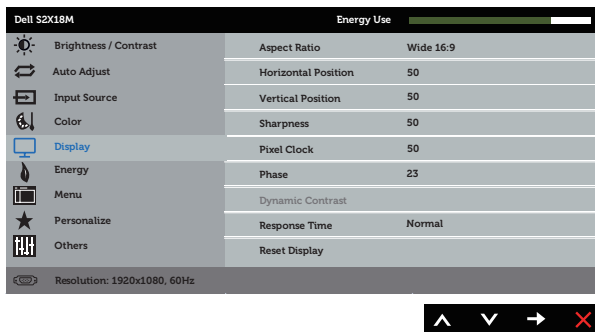 Dell S2X18M Energy Use
Brightness / Contrast Aspect Ratio Wide 16:9
Auto Adjust Horizontal Position 50
Input Source Vertical Position 50
Color Sharpness 50
Display Pixel Clock 50
Energy Phase 23
Menu Dynamic Contrast
Personalize Response Time Normal
Others Reset Display
Resolution: 1920x1080, 60Hz